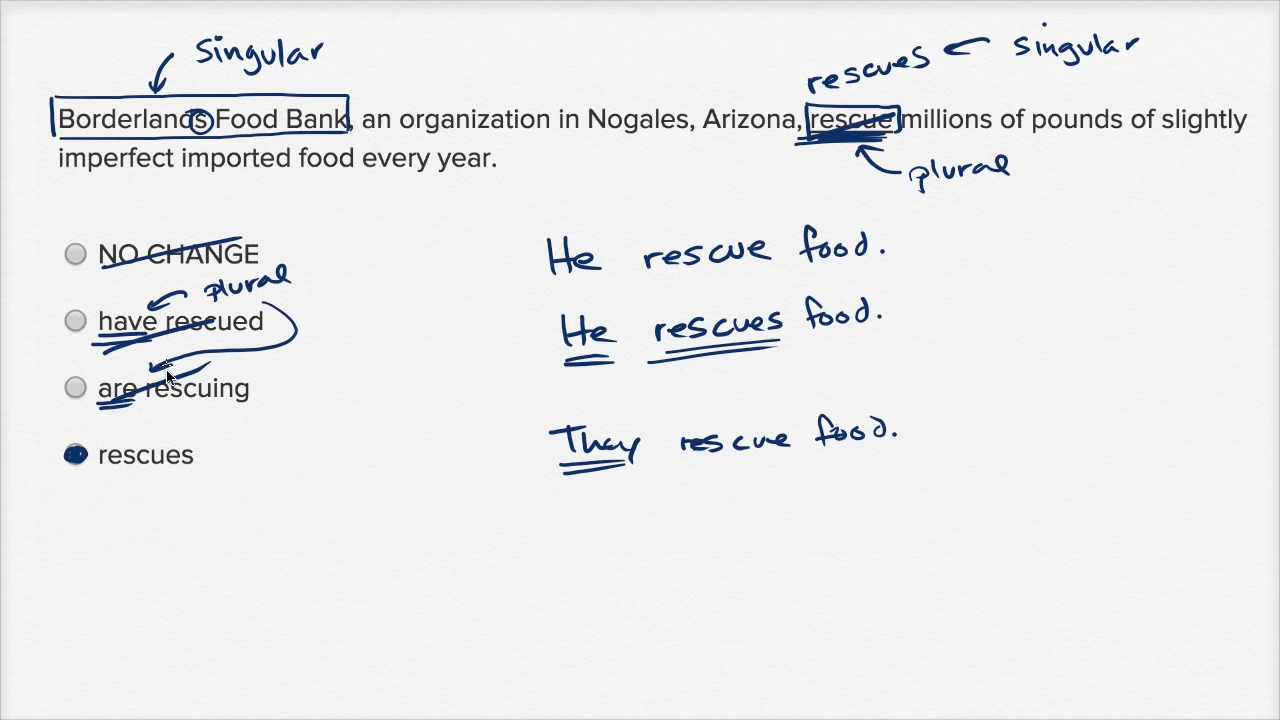 singular
rescues singular
Borderlands Food Bank, an organization in Nogales, Arizona, rescue millions of pounds of slightly
imperfect imported food every year.
plural
NO CHANGE
plural
have rescued
are rescuing
rescues
He rescue food.
He rescues food.
They rescue food.